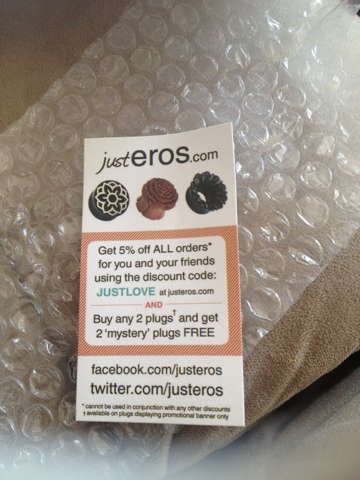 justeros.com
Get 5% off ALL orders*
for you and your friends
using the discount code:
JUSTLOVE at justeros.com
AND
Buy any 2 plugs† and get
2 'mystery' plugs FREE
facebook.com/justeros
twitter.com/justeros
* cannot be used in conjunction with any other discounts
† available on plugs displaying promotional banner only